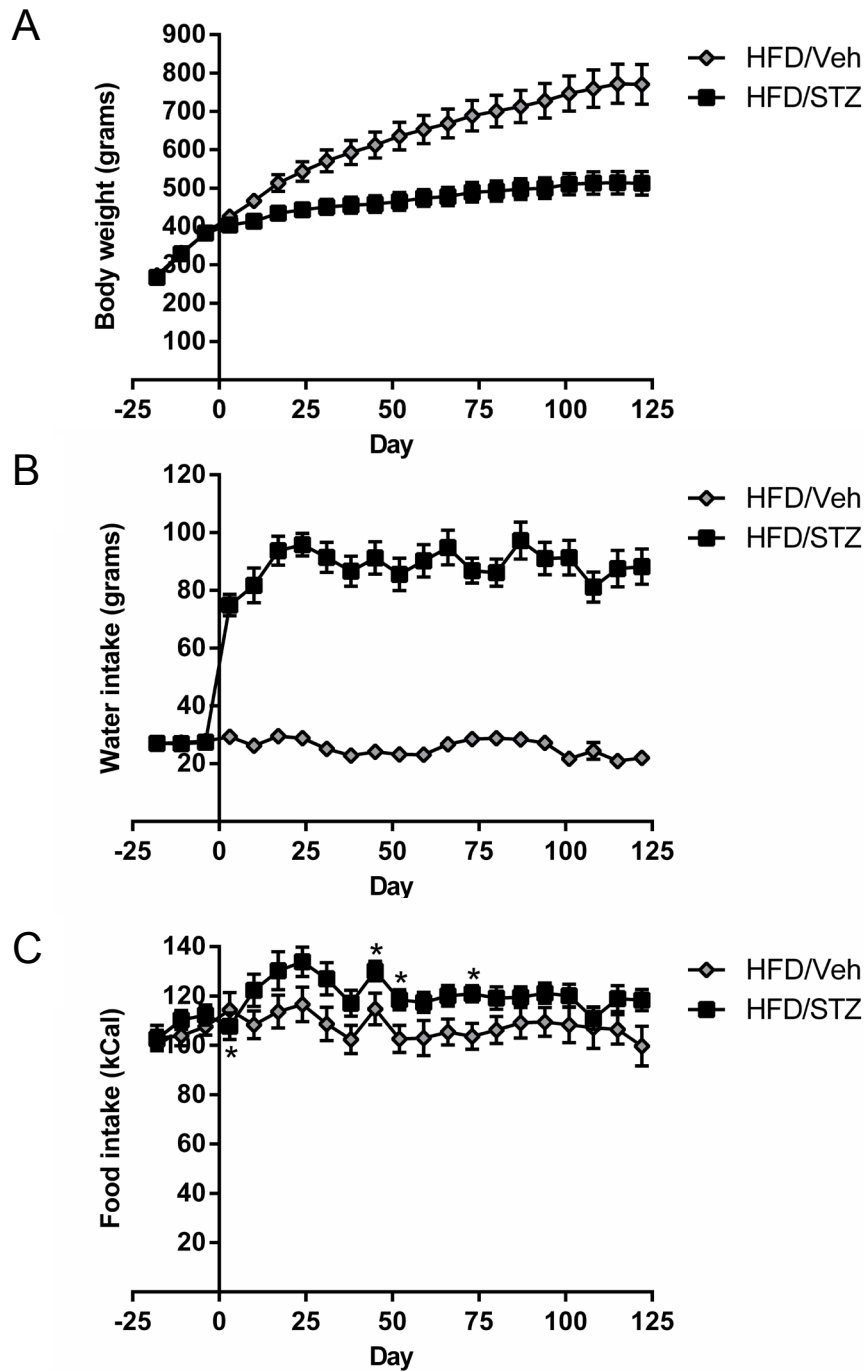 A
Body weight (grams)
900
800
700
600
500
400
300
200
100
-25 0 25 50 75 100 125
Day
HFD/Veh
HFD/STZ
B
Water intake (grams)
120
100
80
60
40
20
-25 0 25 50 75 100 125
Day
HFD/Veh
HFD/STZ
C
Food intake (kCal)
140
120
100
80
60
40
20
* * *
*
-25 0 25 50 75 100 125
Day
HFD/Veh
HFD/STZ